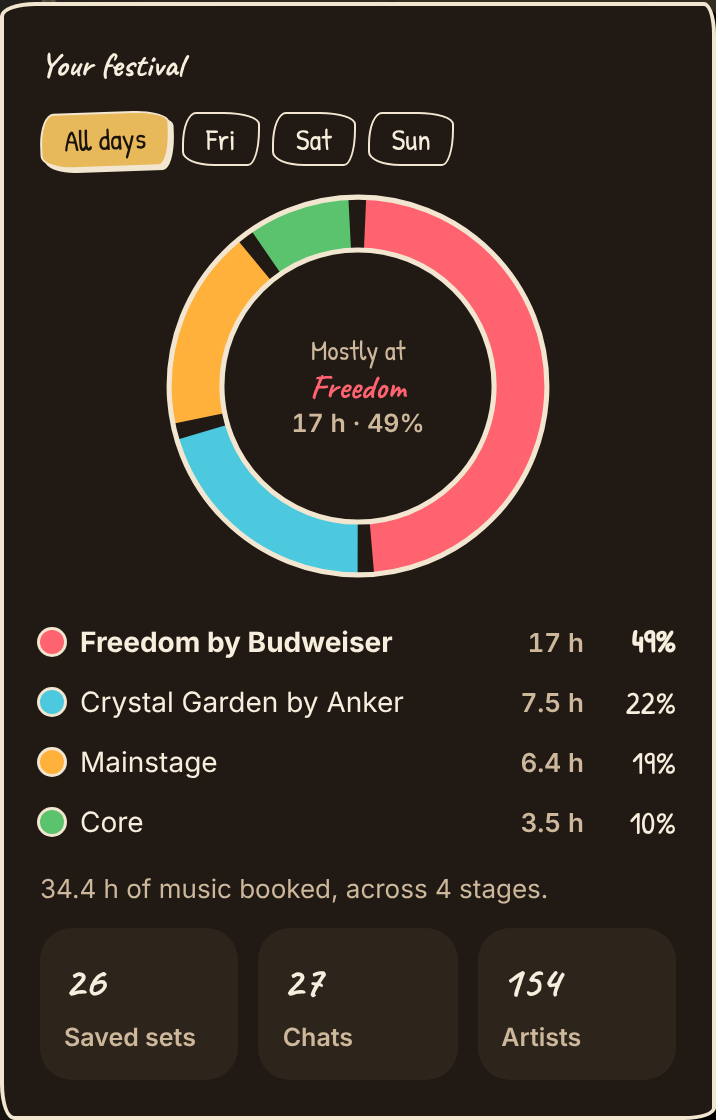 Your festival
All days Fri Sat Sun
Mostly at
Freedom
17 h · 49%
Freedom by Budweiser 17 h 49%
Crystal Garden by Anker 7.5 h 22%
Mainstage 6.4 h 19%
Core 3.5 h 10%
34.4 h of music booked, across 4 stages.
26 27 154
Saved sets Chats Artists